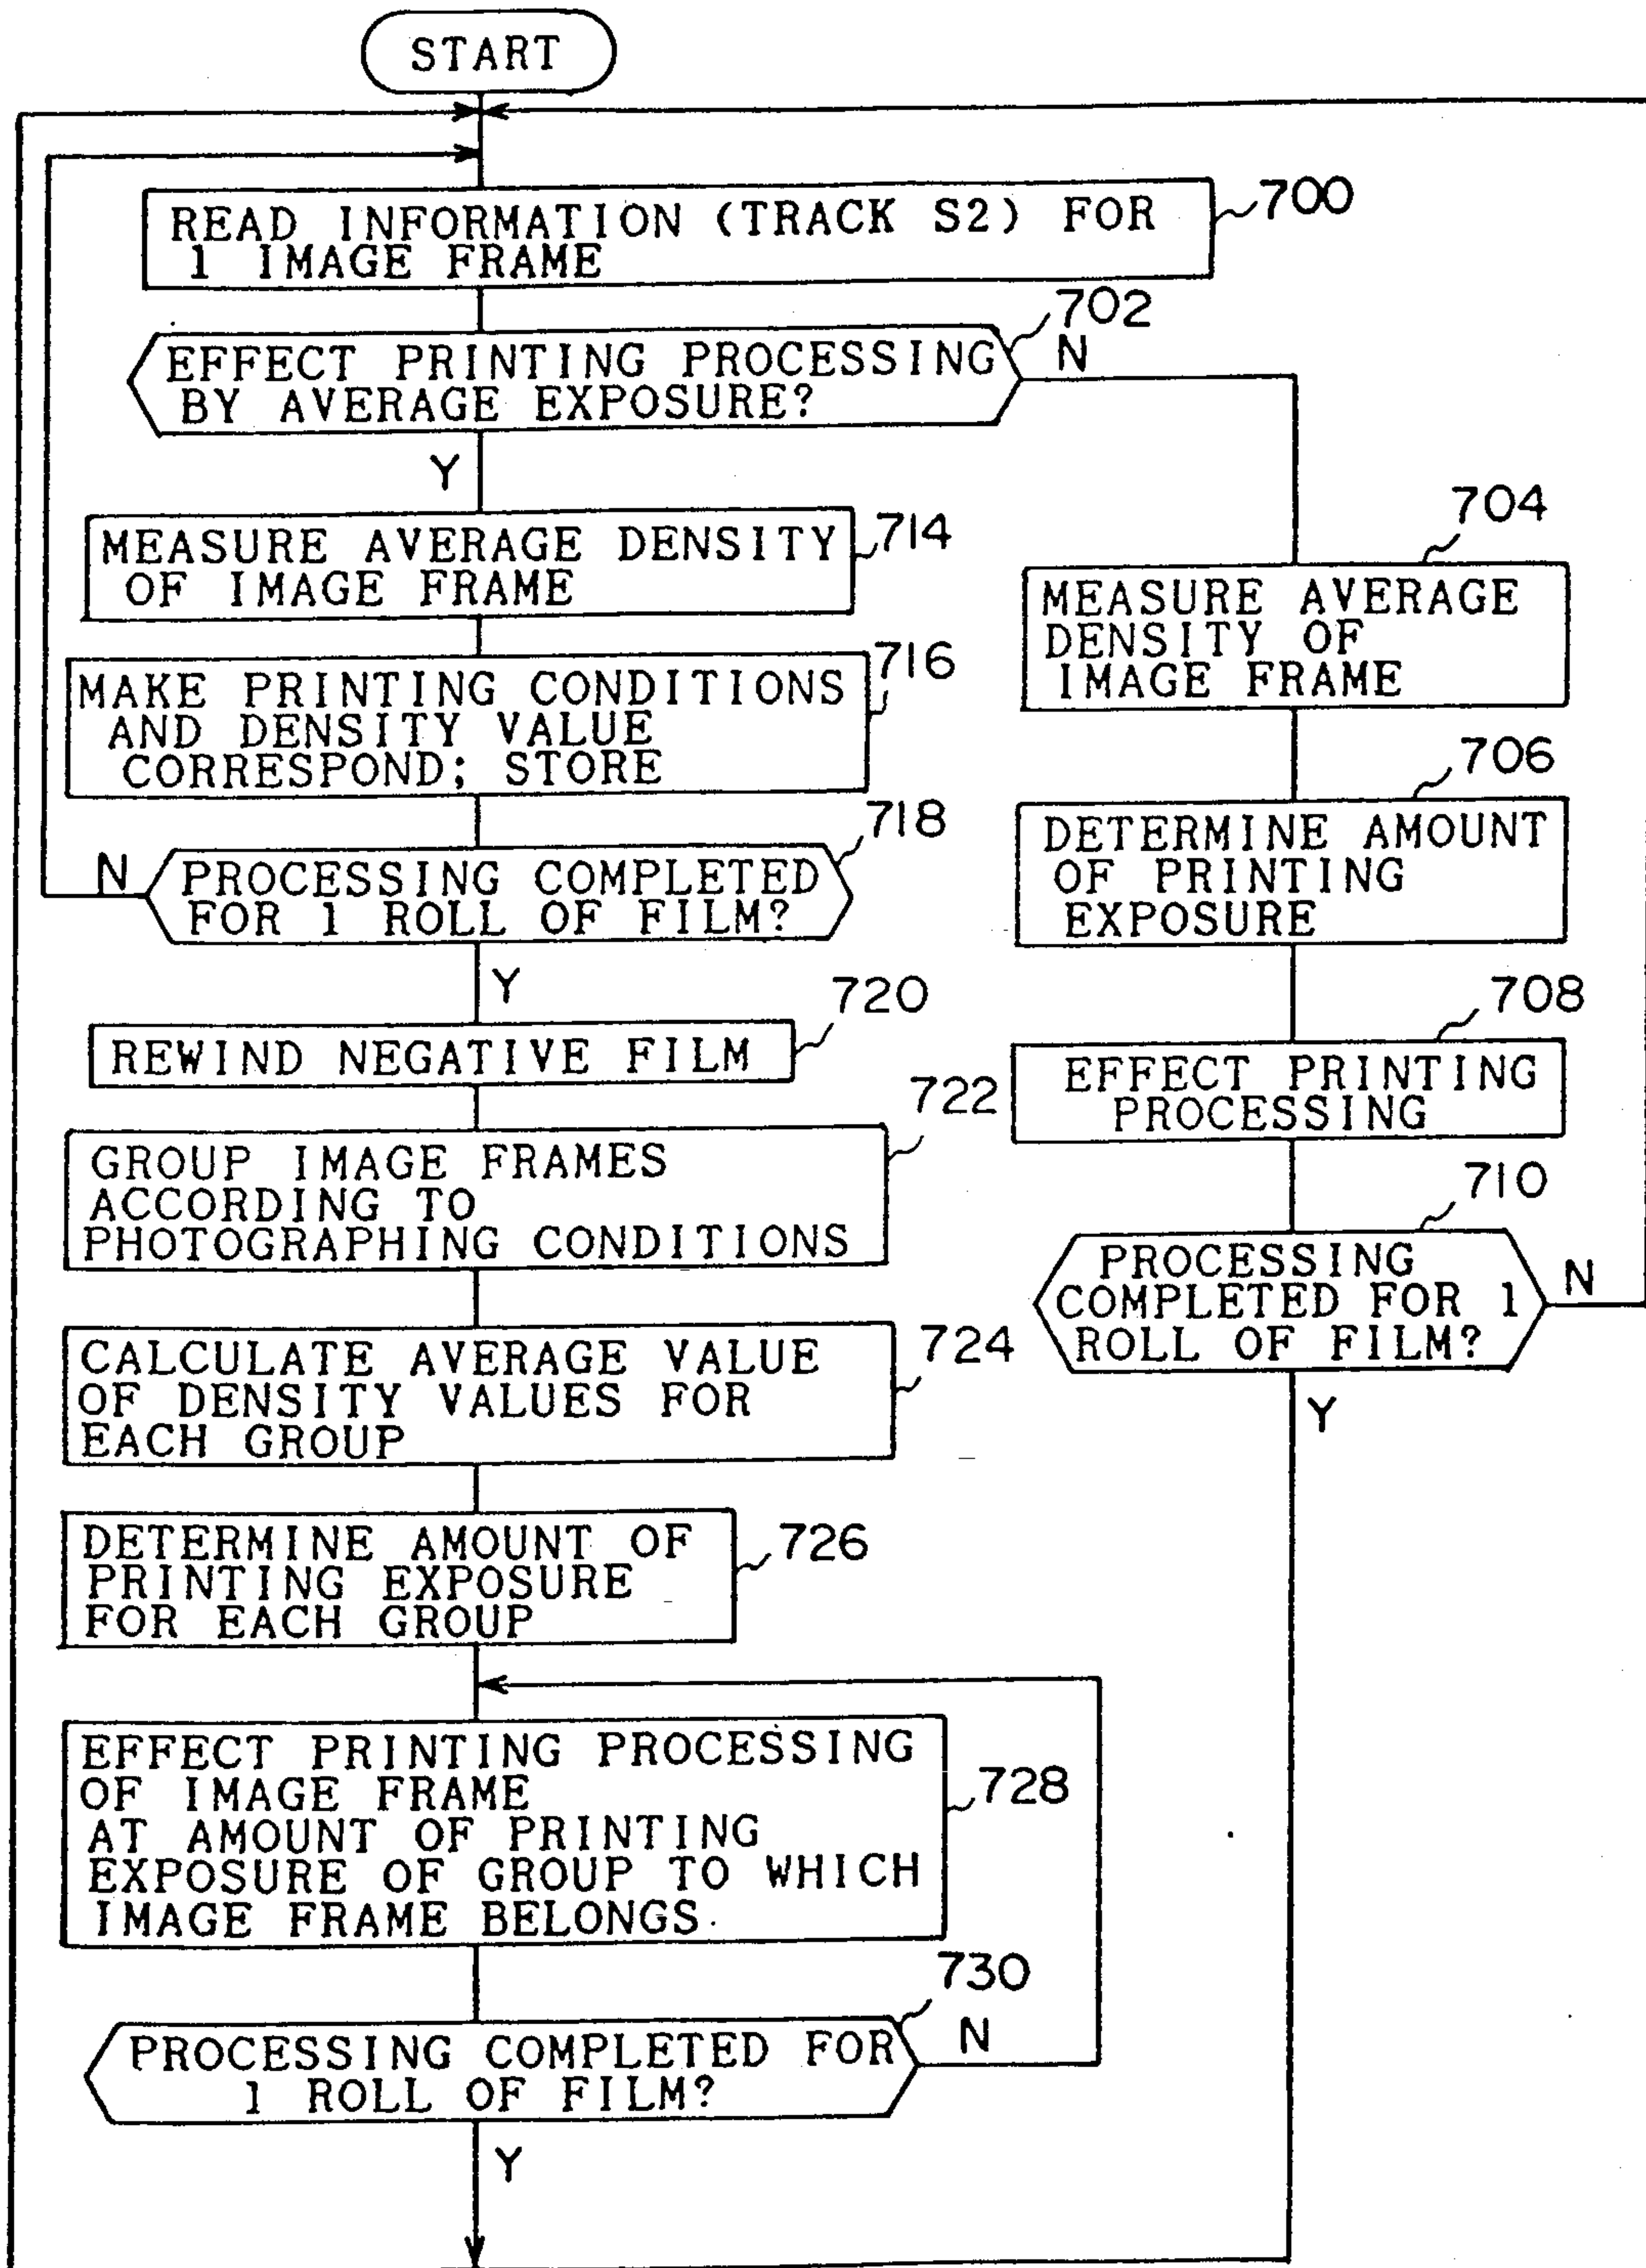 START
READ INFORMATION (TRACK S2) FOR
1 IMAGE FRAME
700
702
EFFECT PRINTING PROCESSING
BY AVERAGE EXPOSURE?
N
Y
MEASURE AVERAGE DENSITY
OF IMAGE FRAME
714
MAKE PRINTING CONDITIONS
AND DENSITY VALUE
CORRESPOND; STORE
716
718
N
PROCESSING COMPLETED
FOR 1 ROLL OF FILM?
Y
720
REWIND NEGATIVE FILM
722
GROUP IMAGE FRAMES
ACCORDING TO
PHOTOGRAPHING CONDITIONS
CALCULATE AVERAGE VALUE
OF DENSITY VALUES FOR
EACH GROUP
724
DETERMINE AMOUNT OF
PRINTING EXPOSURE
FOR EACH GROUP
726
EFFECT PRINTING PROCESSING
OF IMAGE FRAME
AT AMOUNT OF PRINTING
EXPOSURE OF GROUP TO WHICH
IMAGE FRAME BELONGS
728
730
PROCESSING COMPLETED FOR
1 ROLL OF FILM?
N
Y
704
MEASURE AVERAGE
DENSITY OF
IMAGE FRAME
706
DETERMINE AMOUNT
OF PRINTING
EXPOSURE
708
EFFECT PRINTING
PROCESSING
710
PROCESSING
COMPLETED FOR 1
ROLL OF FILM?
N
Y